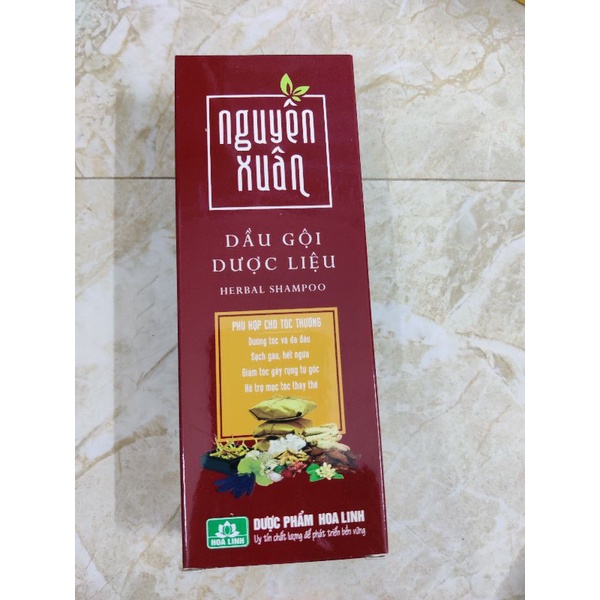 nguyên
xuân
DẦU GỘI
DƯỢC LIỆU
HERBAL SHAMPOO
PHÙ HỢP CHO TÓC THƯỜNG
Dưỡng tóc và da đầu
Sạch gàu, hết ngứa
Giảm tóc gãy rụng từ gốc
Hỗ trợ mọc tóc thay thế
HOA LINH
DƯỢC PHẨM HOA LINH
Uy tín chất lượng để phát triển bền vững